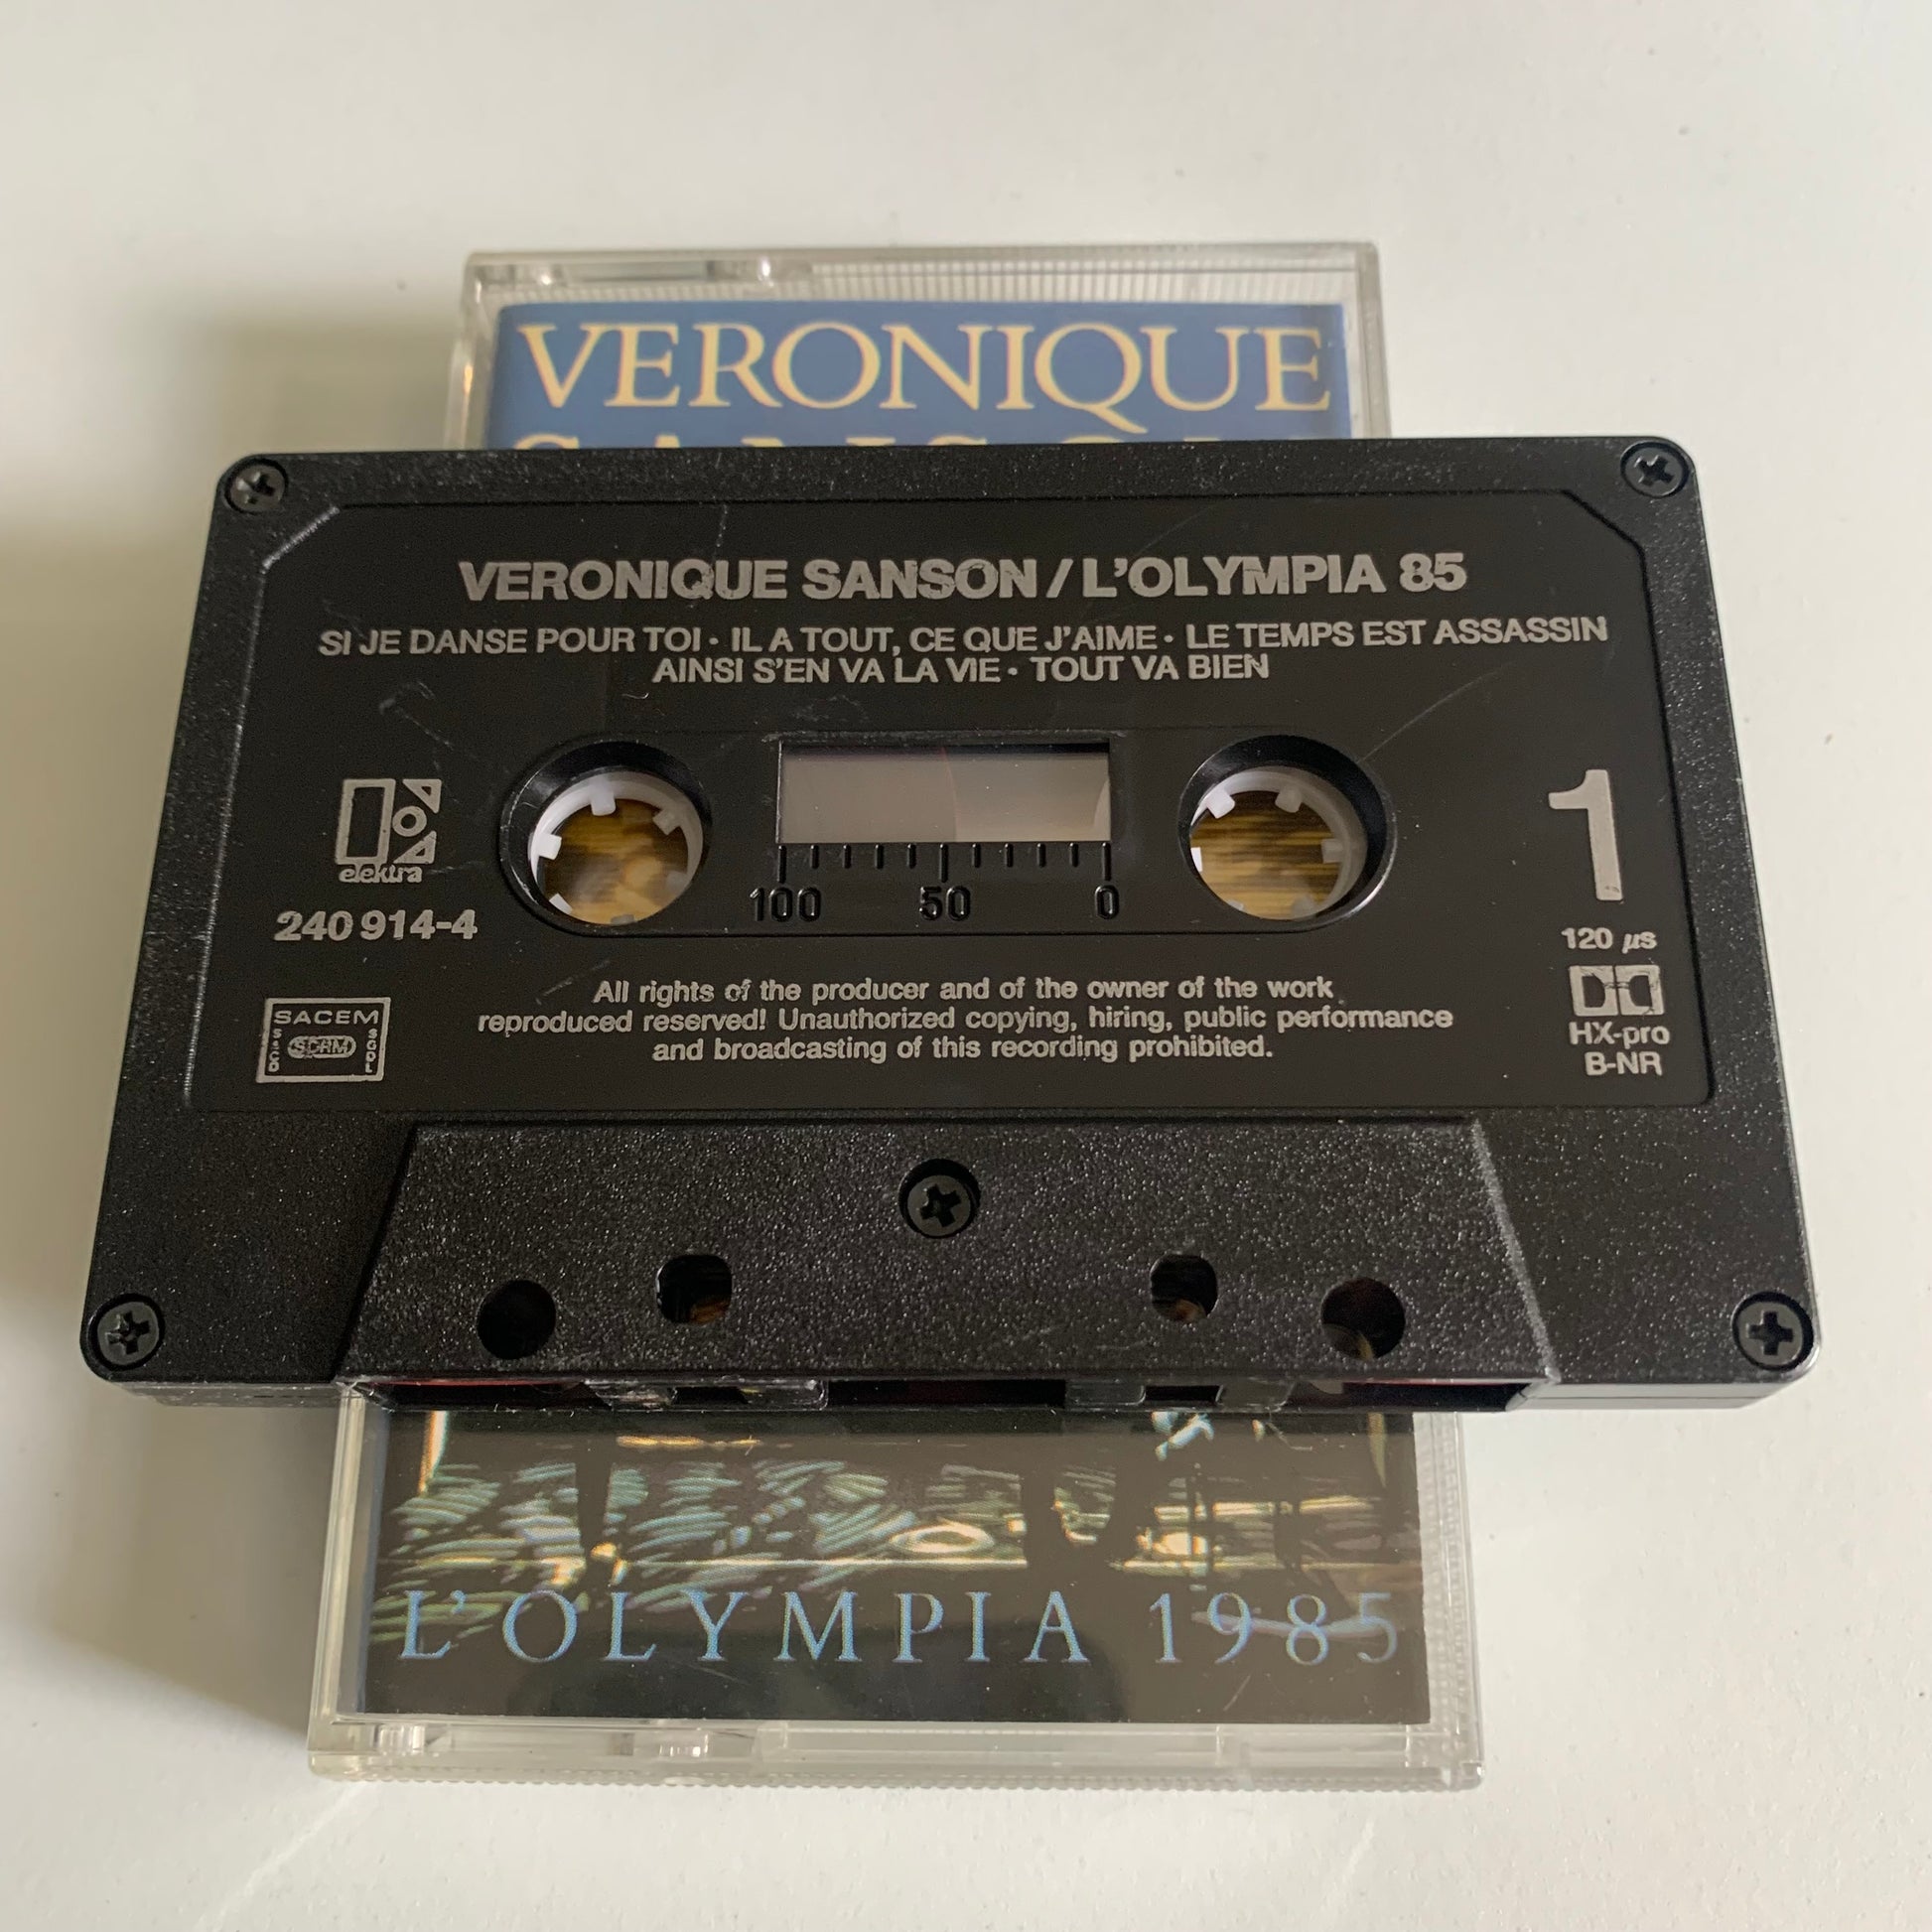 VERONIQUE
VERONIQUE SANSON / L'OLYMPIA 85
SI JE DANSE POUR TOI • IL A TOUT, CE QUE J'AIME • LE TEMPS EST ASSASSIN
AINSI S'EN VA LA VIE • TOUT VA BIEN
elektra
240 914-4
100 50 0
1
120 µs
HX-pro
B-NR
SACEM
SDRM
SACD
SGDL
All rights of the producer and of the owner of the work
reproduced reserved! Unauthorized copying, hiring, public performance
and broadcasting of this recording prohibited.
L'OLYMPIA 1985